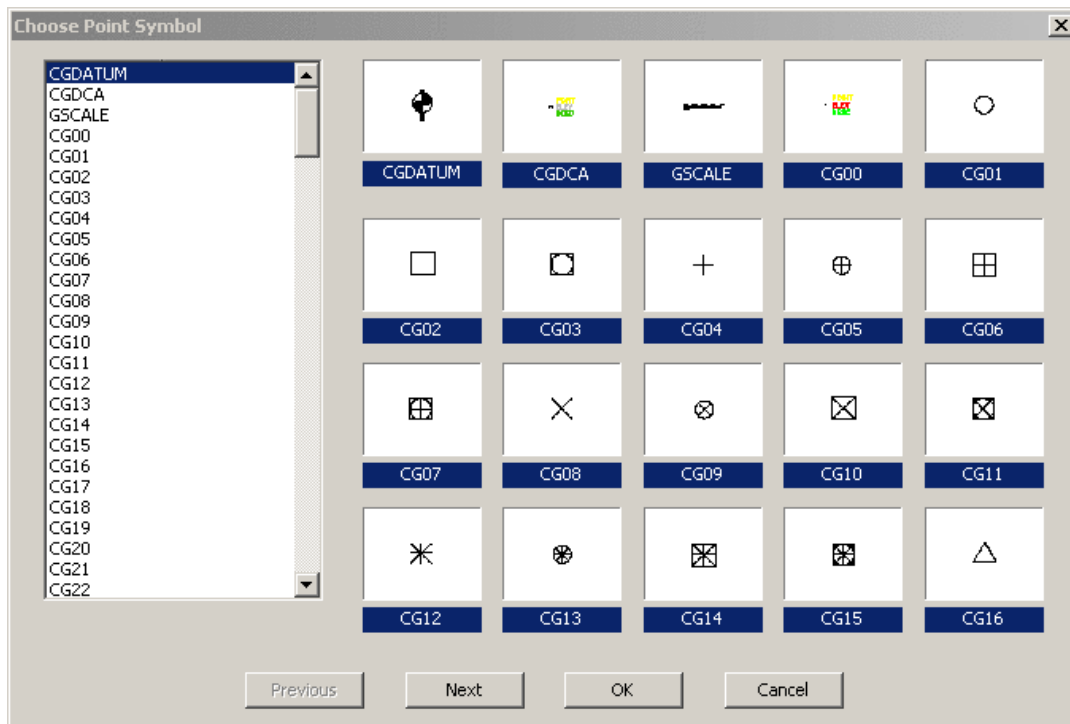 Choose Point Symbol
CGDATUM
CGDCA
GSCALE
CG00
CG01
CG02
CG03
CG04
CG05
CG06
CG07
CG08
CG09
CG10
CG11
CG12
CG13
CG14
CG15
CG16
CG17
CG18
CG19
CG20
CG21
CG22
CGDATUM CGDCA GSCALE CG00 CG01
CG02 CG03 CG04 CG05 CG06
CG07 CG08 CG09 CG10 CG11
CG12 CG13 CG14 CG15 CG16
Previous Next OK Cancel